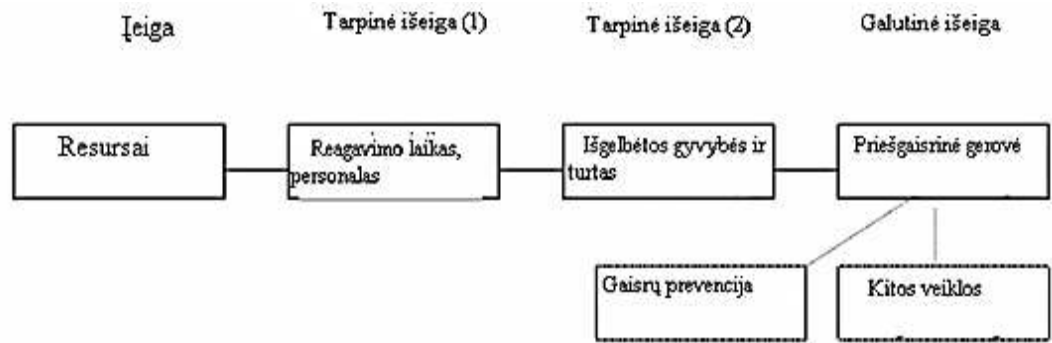 Įeiga
Tarpinė išeiga (1)
Tarpinė išeiga (2)
Galutinė išeiga
Resursai
Reagavimo laikas,
personalas
Išgelbėtos gyvybės ir
turtas
Priešgaisrinė gerovė
Gaisrų prevencija
Kitos veiklos